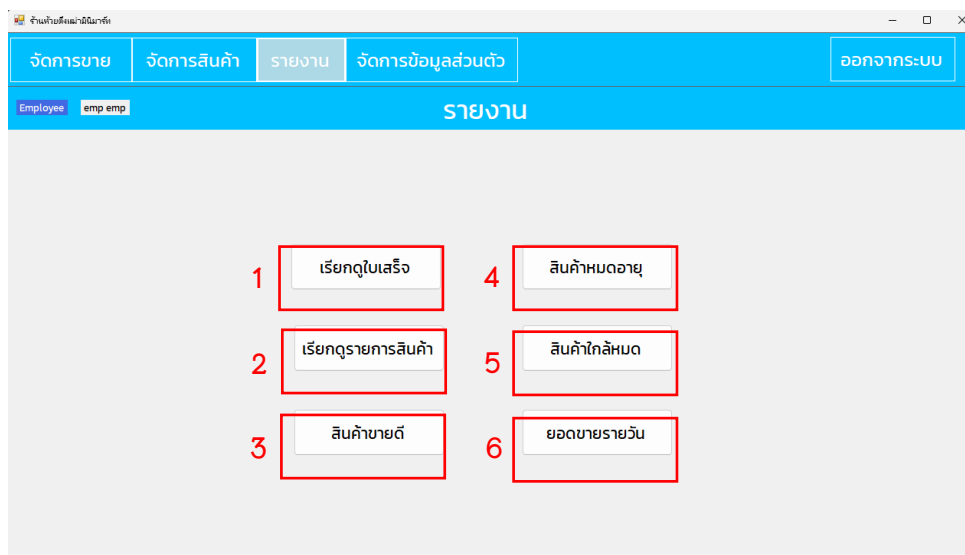 ร้านห้วยตึงเฒ่ามินิมาร์ท
จัดการขาย จัดการสินค้า รายงาน จัดการข้อมูลส่วนตัว ออกจากระบบ
Employee emp emp รายงาน
1 เรียกดูใบเสร็จ 4 สินค้าหมดอายุ
2 เรียกดูรายการสินค้า 5 สินค้าใกล้หมด
3 สินค้าขายดี 6 ยอดขายรายวัน